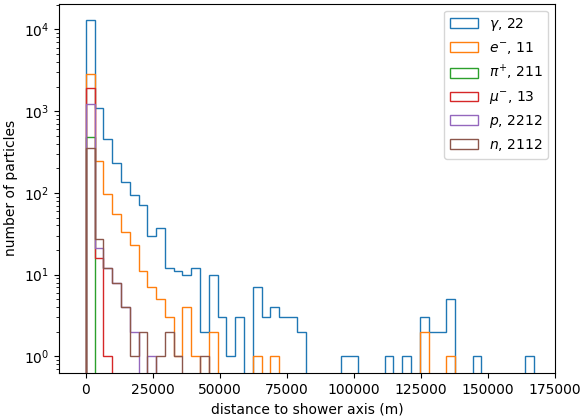 γ, 22
e⁻, 11
π⁺, 211
μ⁻, 13
p, 2212
n, 2112
number of particles
10⁴
10³
10²
10¹
10⁰
0 25000 50000 75000 100000 125000 150000 175000
distance to shower axis (m)